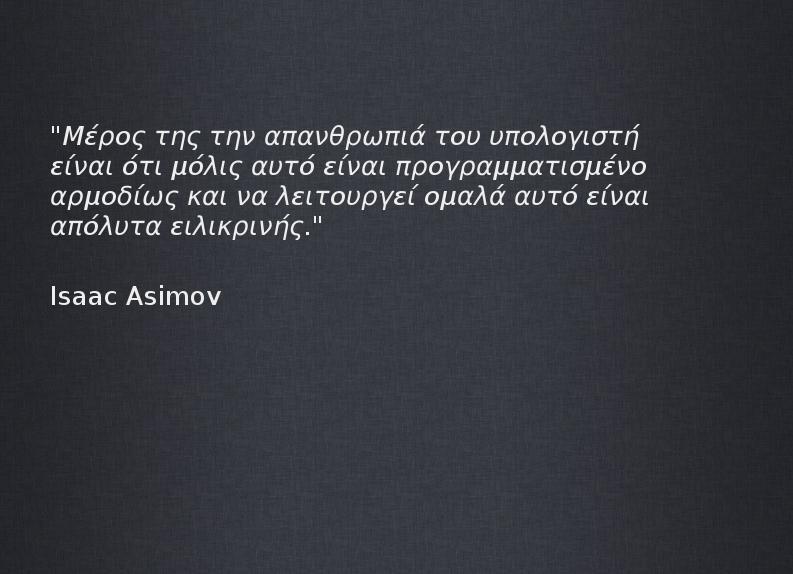 "Μέρος της την απανθρωπιά του υπολογιστή
είναι ότι μόλις αυτό είναι προγραμματισμένο
αρμοδίως και να λειτουργεί ομαλά αυτό είναι
απόλυτα ειλικρινής."
Isaac Asimov